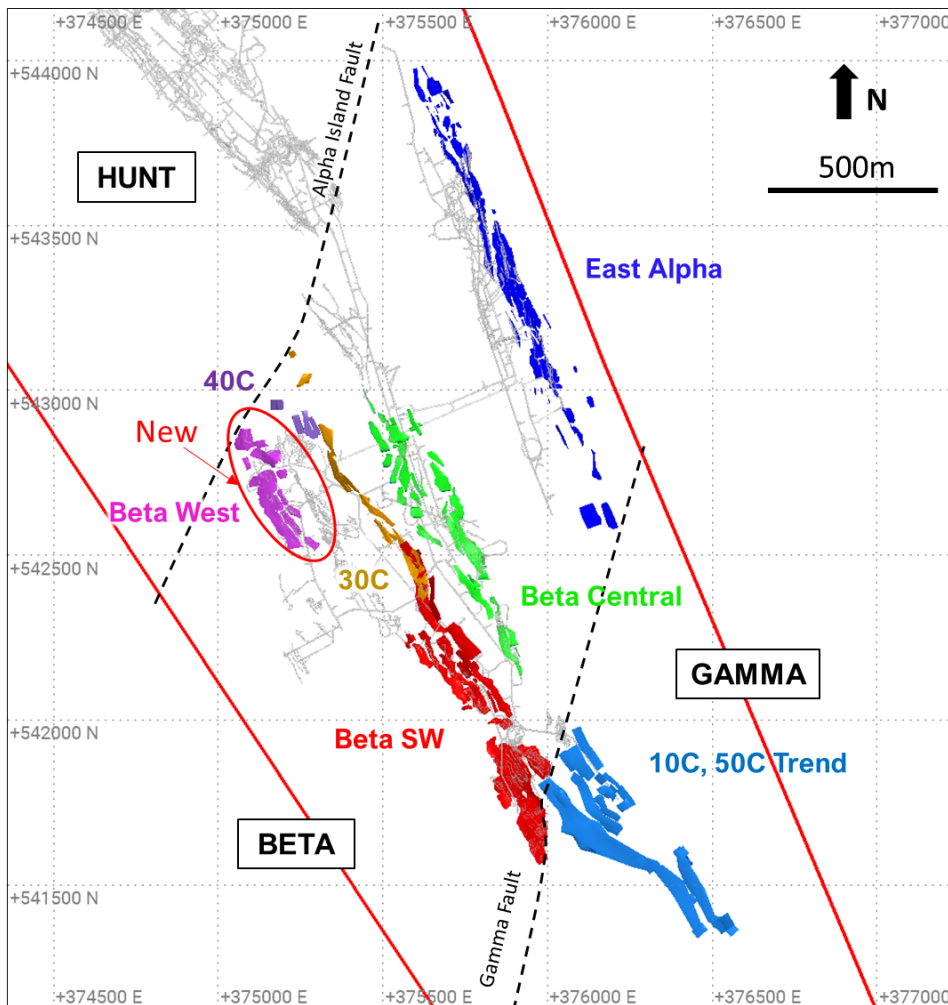 +374500 E
+375000 E
+375500 E
+376000 E
+376500 E
+377000
+544000 N
N
Alpha Island Fault
500m
HUNT
+543500 N
East Alpha
+543000 N
40C
New
Beta West
+542500 N
30C
Beta Central
GAMMA
+542000 N
Beta SW
10C, 50C Trend
BETA
+541500 N
Gamma Fault
+374500 E
+375000 E
+375500 E
+376000 E
+376500 E
+377000